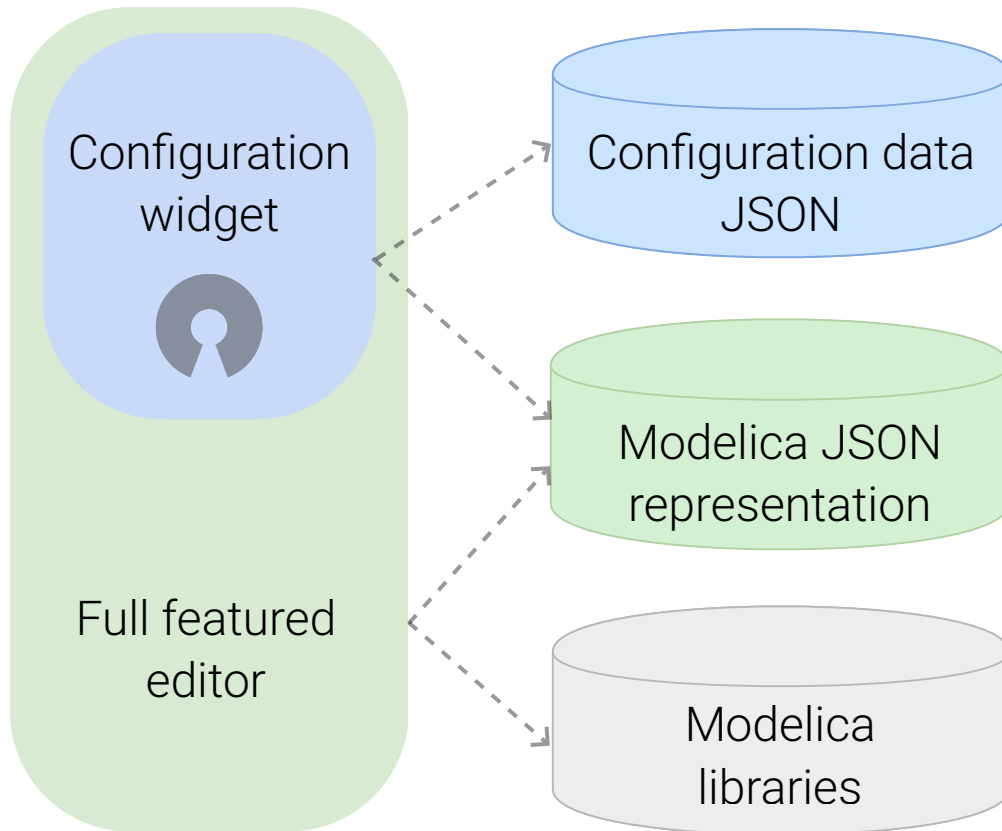 Configuration
widget
Full featured
editor
Configuration data
JSON
Modelica JSON
representation
Modelica
libraries